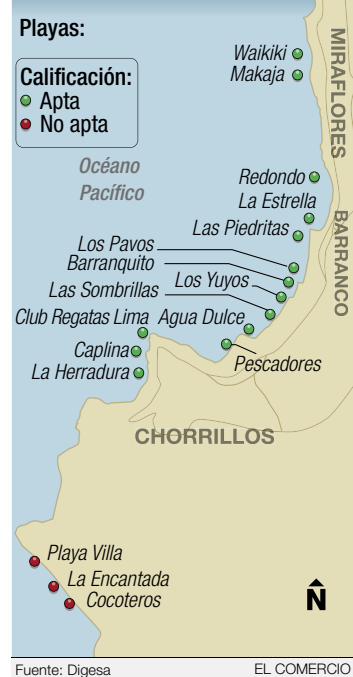 Playas:
Calificación:
Apta
No apta
Océano
Pacífico
Waikiki
Makaja
MIRAFLORES
Redondo
La Estrella
Las Piedritas
BARRANCO
Los Pavos
Barranquito
Los Yuyos
Las Sombrillas
Club Regatas Lima
Agua Dulce
Caplina
La Herradura
Pescadores
CHORRILLOS
Playa Villa
La Encantada
Cocoteros
N
Fuente: Digesa
EL COMERCIO